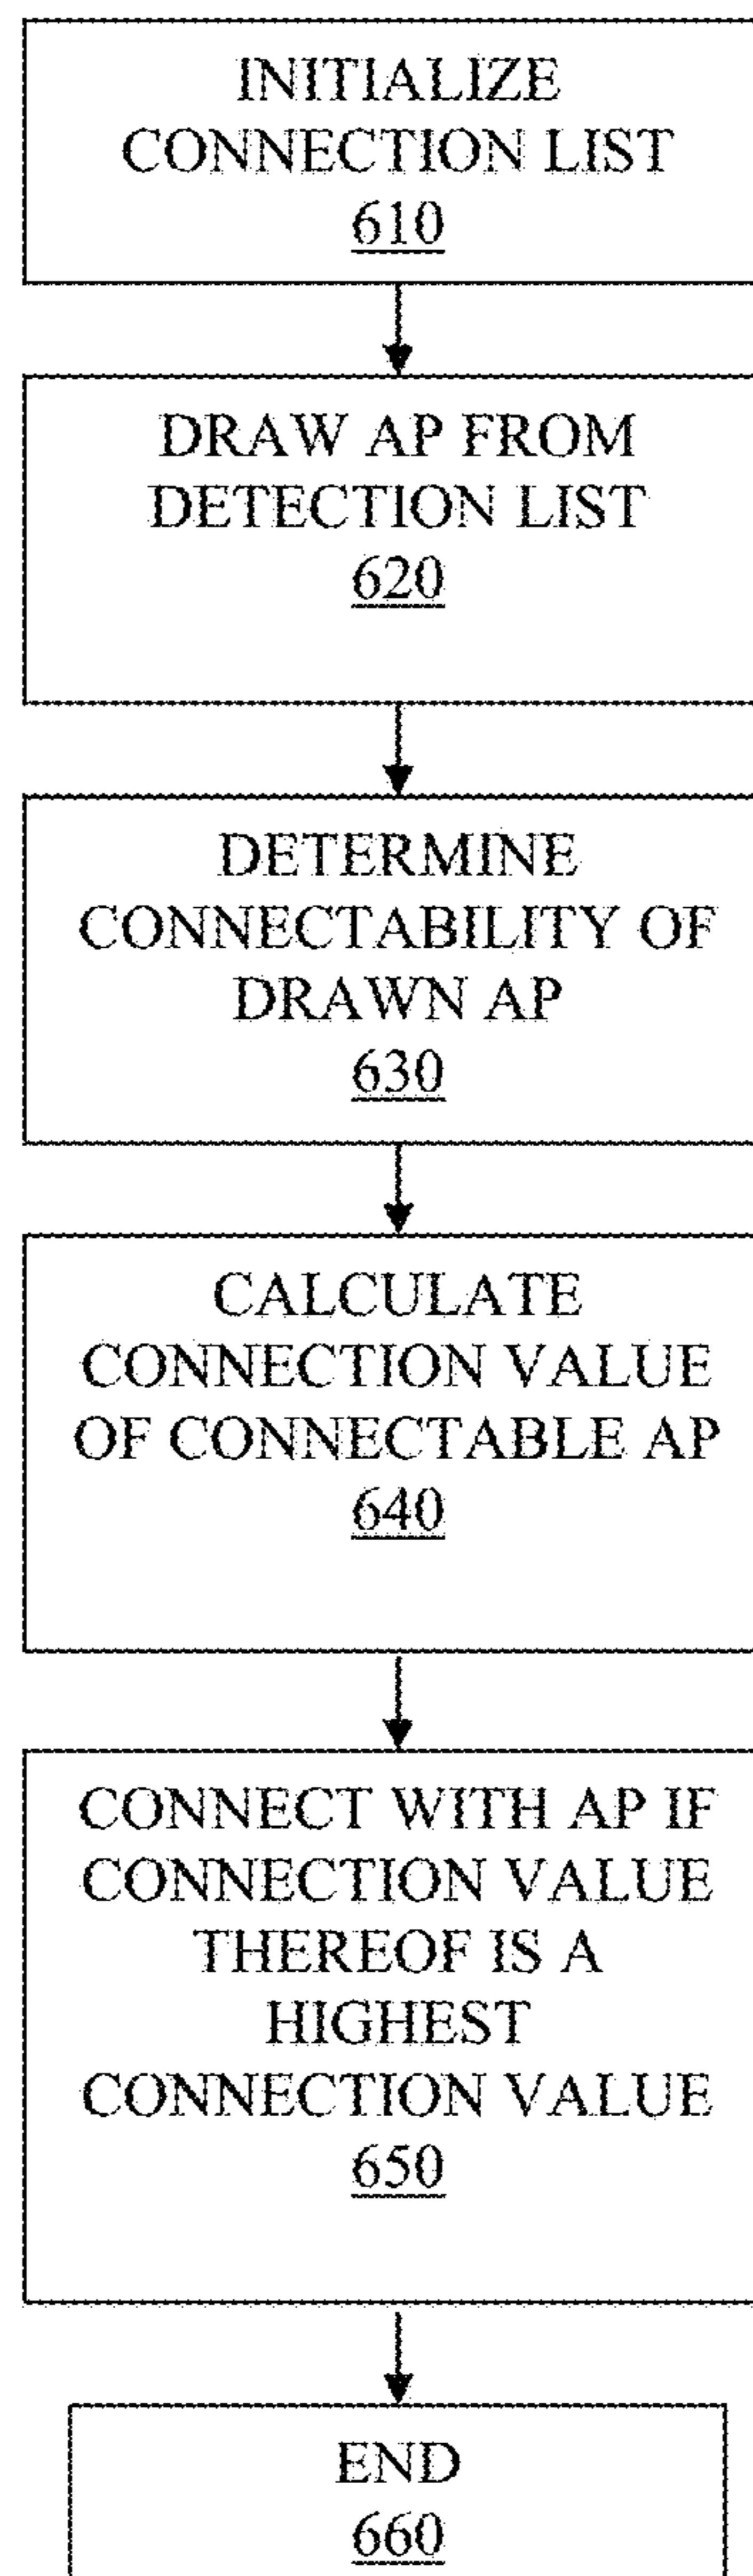 INITIALIZE
CONNECTION LIST
610
DRAW AP FROM
DETECTION LIST
620
DETERMINE
CONNECTABILITY OF
DRAWN AP
630
CALCULATE
CONNECTION VALUE
OF CONNECTABLE AP
640
CONNECT WITH AP IF
CONNECTION VALUE
THEREOF IS A
HIGHEST
CONNECTION VALUE
650
END
660